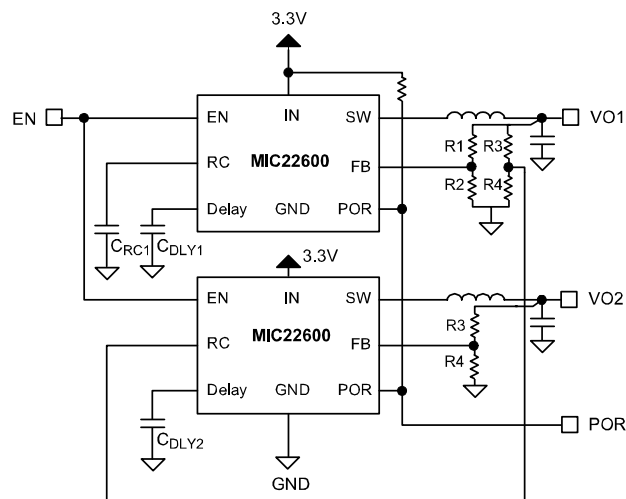 3.3V
EN
EN
IN
SW
VO1
R1
R3
RC
MIC22600
FB
R2
R4
Delay
GND
POR
CRC1
CDLY1
3.3V
EN
IN
SW
VO2
MIC22600
R3
RC
FB
R4
Delay
GND
POR
CDLY2
POR
GND